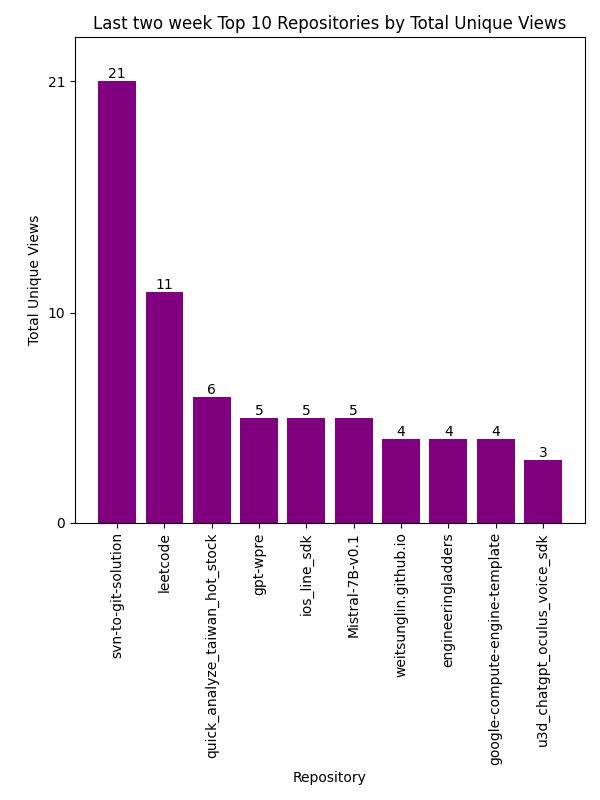 Last two week Top 10 Repositories by Total Unique Views
Total Unique Views
21
10
0
21
11
6
5
5
5
4
4
4
3
svn-to-git-solution
leetcode
quick_analyze_taiwan_hot_stock
gpt-wpre
ios_line_sdk
Mistral-7B-v0.1
weitsunglin.github.io
engineeringladders
google-compute-engine-template
u3d_chatgpt_oculus_voice_sdk
Repository